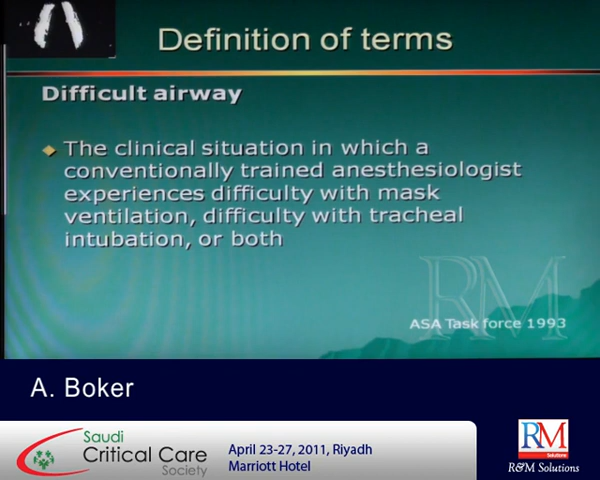 Definition of terms
Difficult airway
The clinical situation in which a
conventionally trained anesthesiologist
experiences difficulty with mask
ventilation, difficulty with tracheal
intubation, or both
RM
ASA Task force 1993
A. Boker
Saudi
Critical Care
Society
April 23-27, 2011, Riyadh
Marriott Hotel
RM
Solutions
R&M Solutions